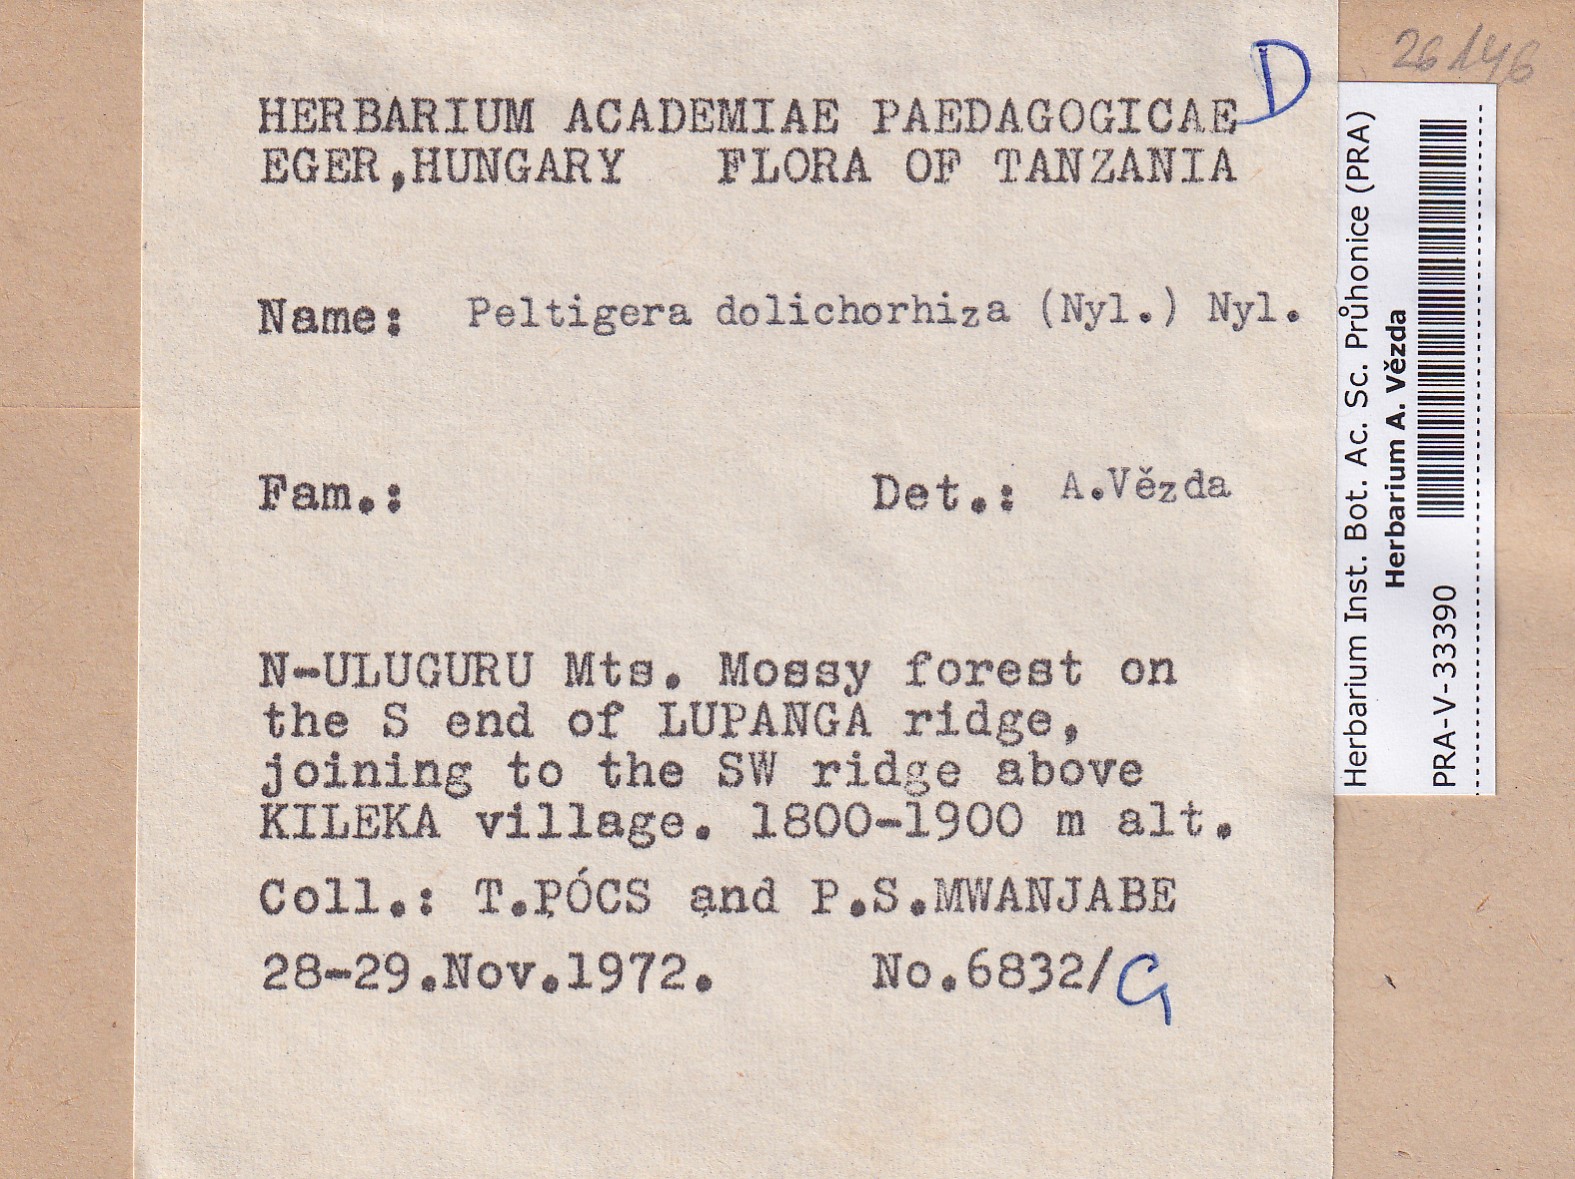 26146
D
HERBARIUM ACADEMIAE PAEDAGOGICAE
EGER,HUNGARY FLORA OF TANZANIA
Name: Peltigera dolichorhiza (Nyl.) Nyl.
Fam.: Det.: A.Vězda
N-ULUGURU Mts. Mossy forest on
the S end of LUPANGA ridge,
joining to the SW ridge above
KILEKA village. 1800-1900 m alt.
Coll.: T.PÓCS and P.S.MWANJABE
28-29.Nov.1972. No.6832/G
Herbarium Inst. Bot. Ac. Sc. Průhonice (PRA)
Herbarium A. Vězda
PRA-V-33390